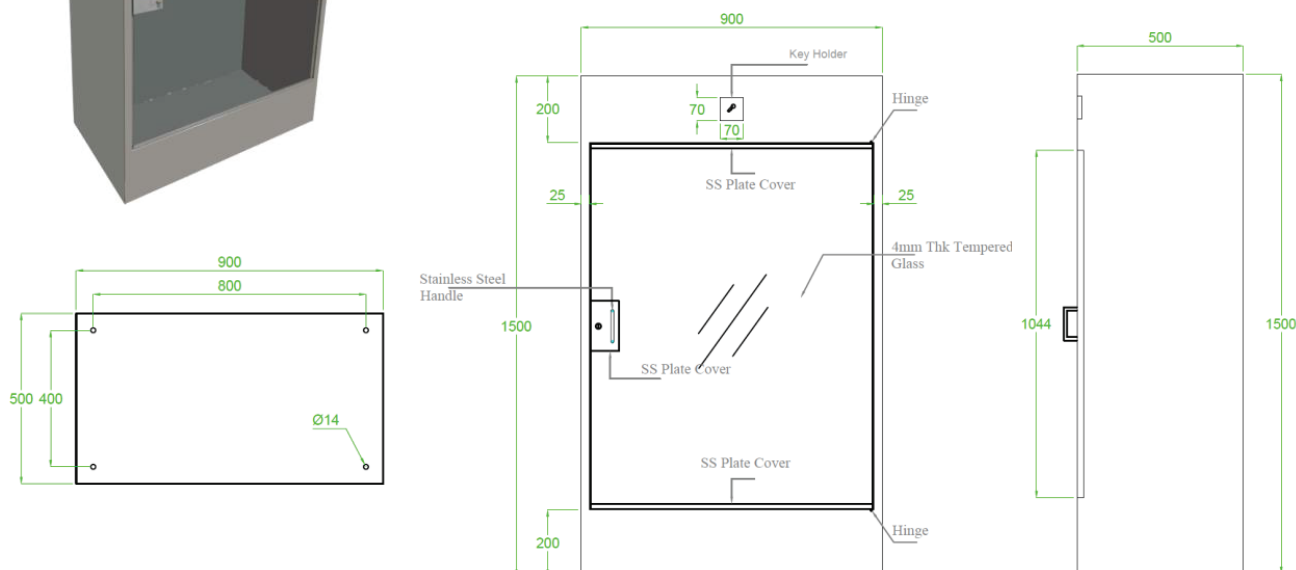 900
Key Holder
200
70
70
Hinge
SS Plate Cover
25
25
4mm Thk Tempered
Glass
Stainless Steel
Handle
1500
SS Plate Cover
SS Plate Cover
200
Hinge
500
1044
1500
900
800
500
400
Ø14